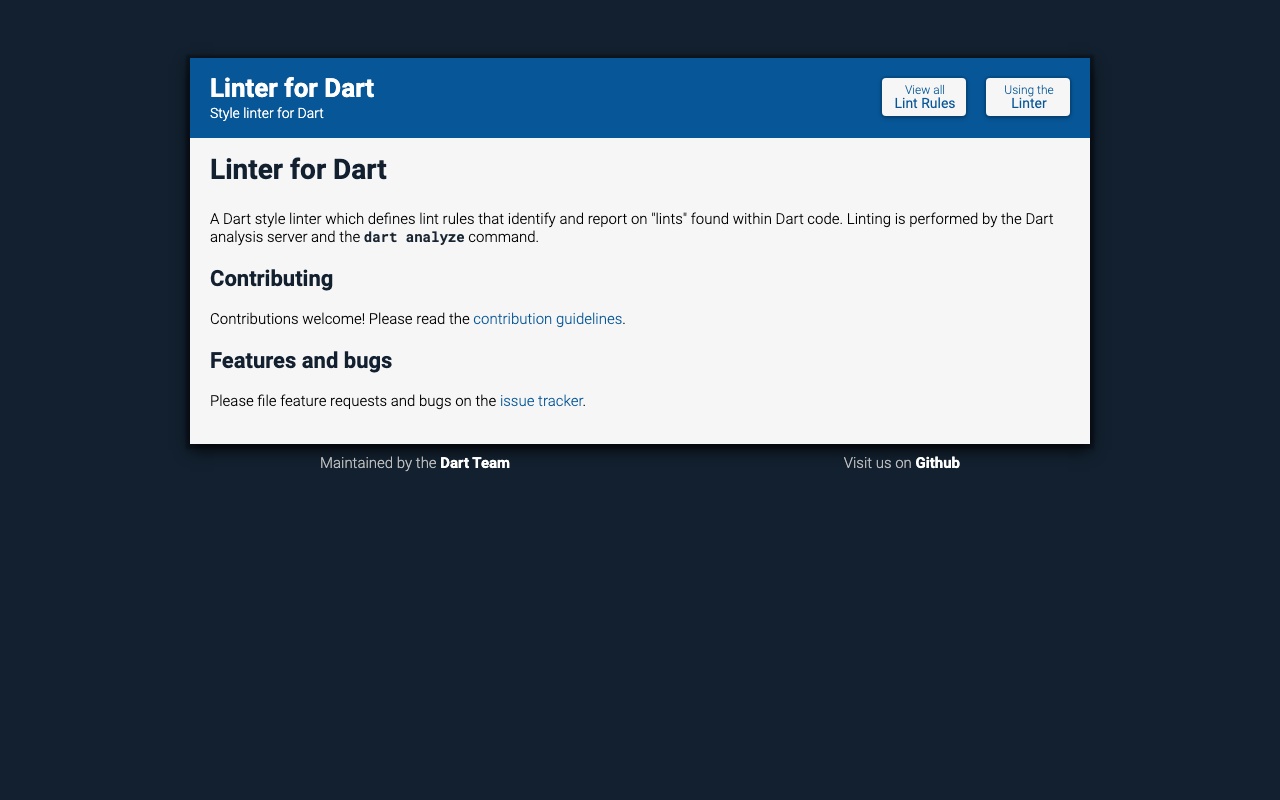 Linter for Dart
Style linter for Dart
View all
Lint Rules
Using the
Linter
Linter for Dart
A Dart style linter which defines lint rules that identify and report on "lints" found within Dart code. Linting is performed by the Dart
analysis server and the dart analyze command.
Contributing
Contributions welcome! Please read the contribution guidelines.
Features and bugs
Please file feature requests and bugs on the issue tracker.
Maintained by the Dart Team
Visit us on Github